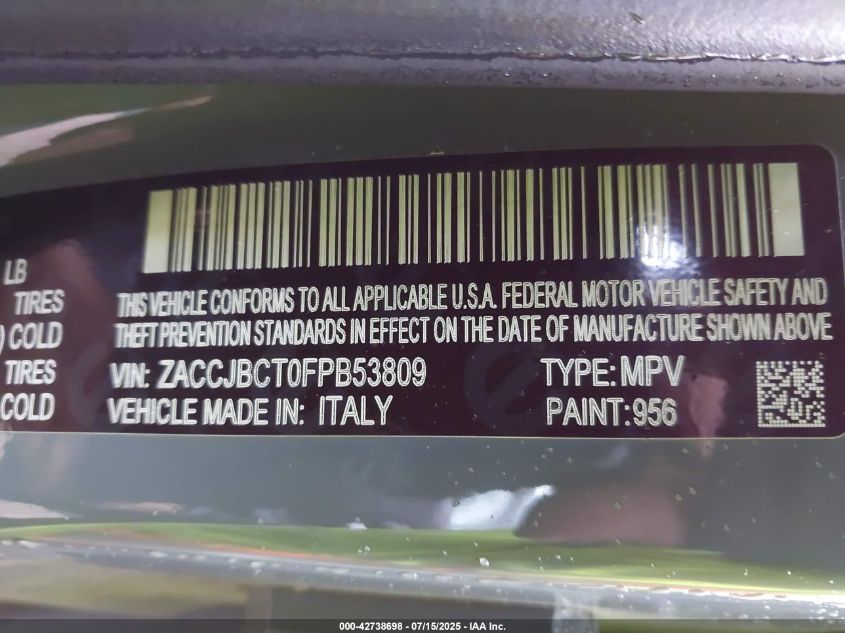 LB
TIRES
) COLD
TIRES
COLD
THIS VEHICLE CONFORMS TO ALL APPLICABLE U.S.A. FEDERAL MOTOR VEHICLE SAFETY AND
THEFT PREVENTION STANDARDS IN EFFECT ON THE DATE OF MANUFACTURE SHOWN ABOVE
VIN: ZACCJBCT0FPB53809 TYPE: MPV
VEHICLE MADE IN: ITALY PAINT:956
000-42738698 - 07/15/2025 - IAA Inc.